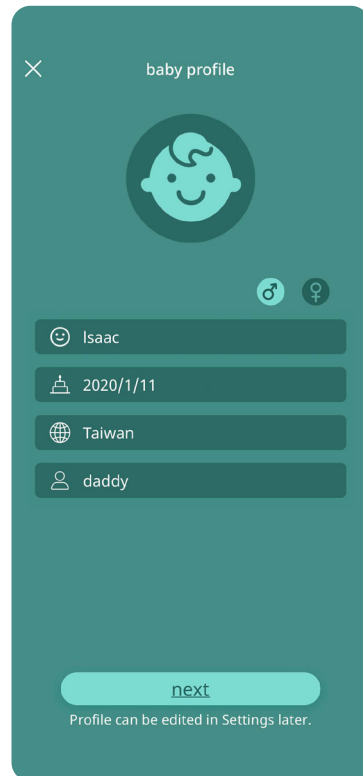 baby profile
Isaac
2020/1/11
Taiwan
daddy
next
Profile can be edited in Settings later.